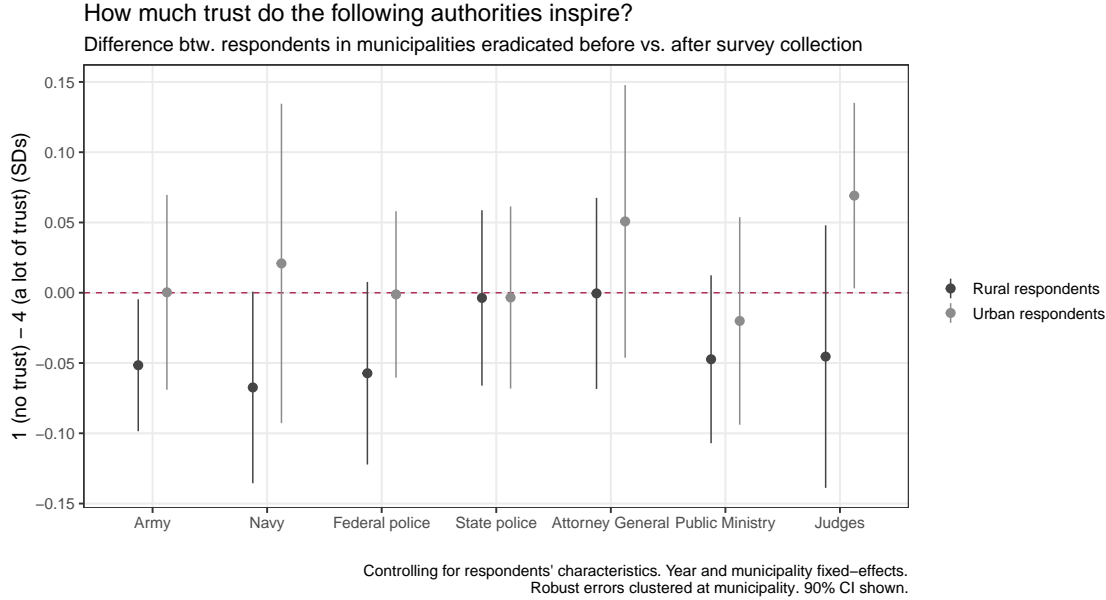 How much trust do the following authorities inspire?
Difference btw. respondents in municipalities eradicated before vs. after survey collection
1 (no trust) – 4 (a lot of trust) (SDs)
0.15
0.10
0.05
0.00
−0.05
−0.10
−0.15
Army
Navy
Federal police
State police
Attorney General
Public Ministry
Judges
Rural respondents
Urban respondents
Controlling for respondents' characteristics. Year and municipality fixed−effects.
Robust errors clustered at municipality. 90% CI shown.